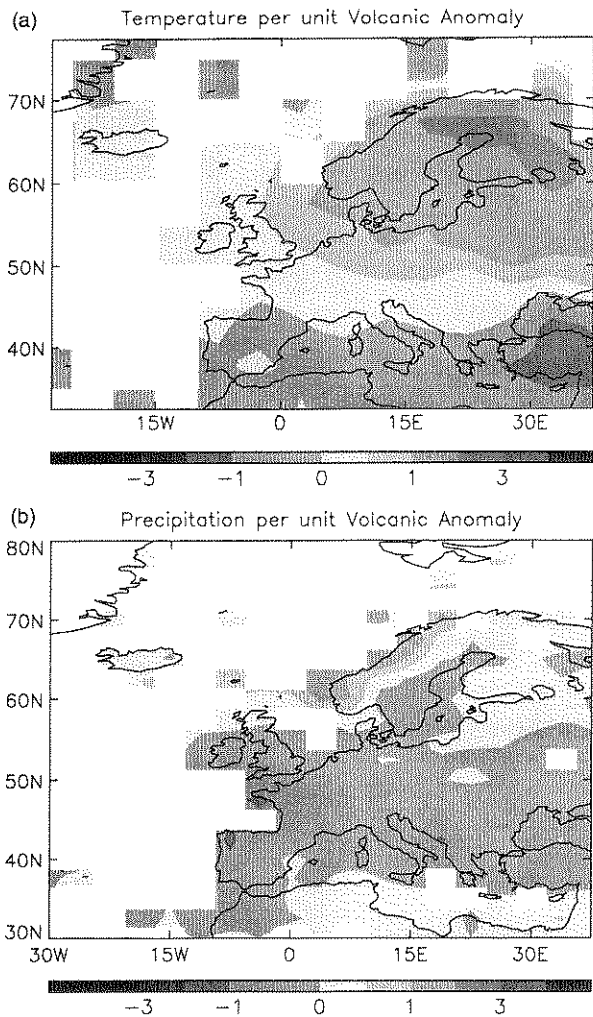 (a) Temperature per unit Volcanic Anomaly
70N
60N
50N
40N
15W 0 15E 30E
−3 −1 0 1 3
(b) Precipitation per unit Volcanic Anomaly
80N
70N
60N
50N
40N
30N
30W 15W 0 15E 30E
−3 −1 0 1 3